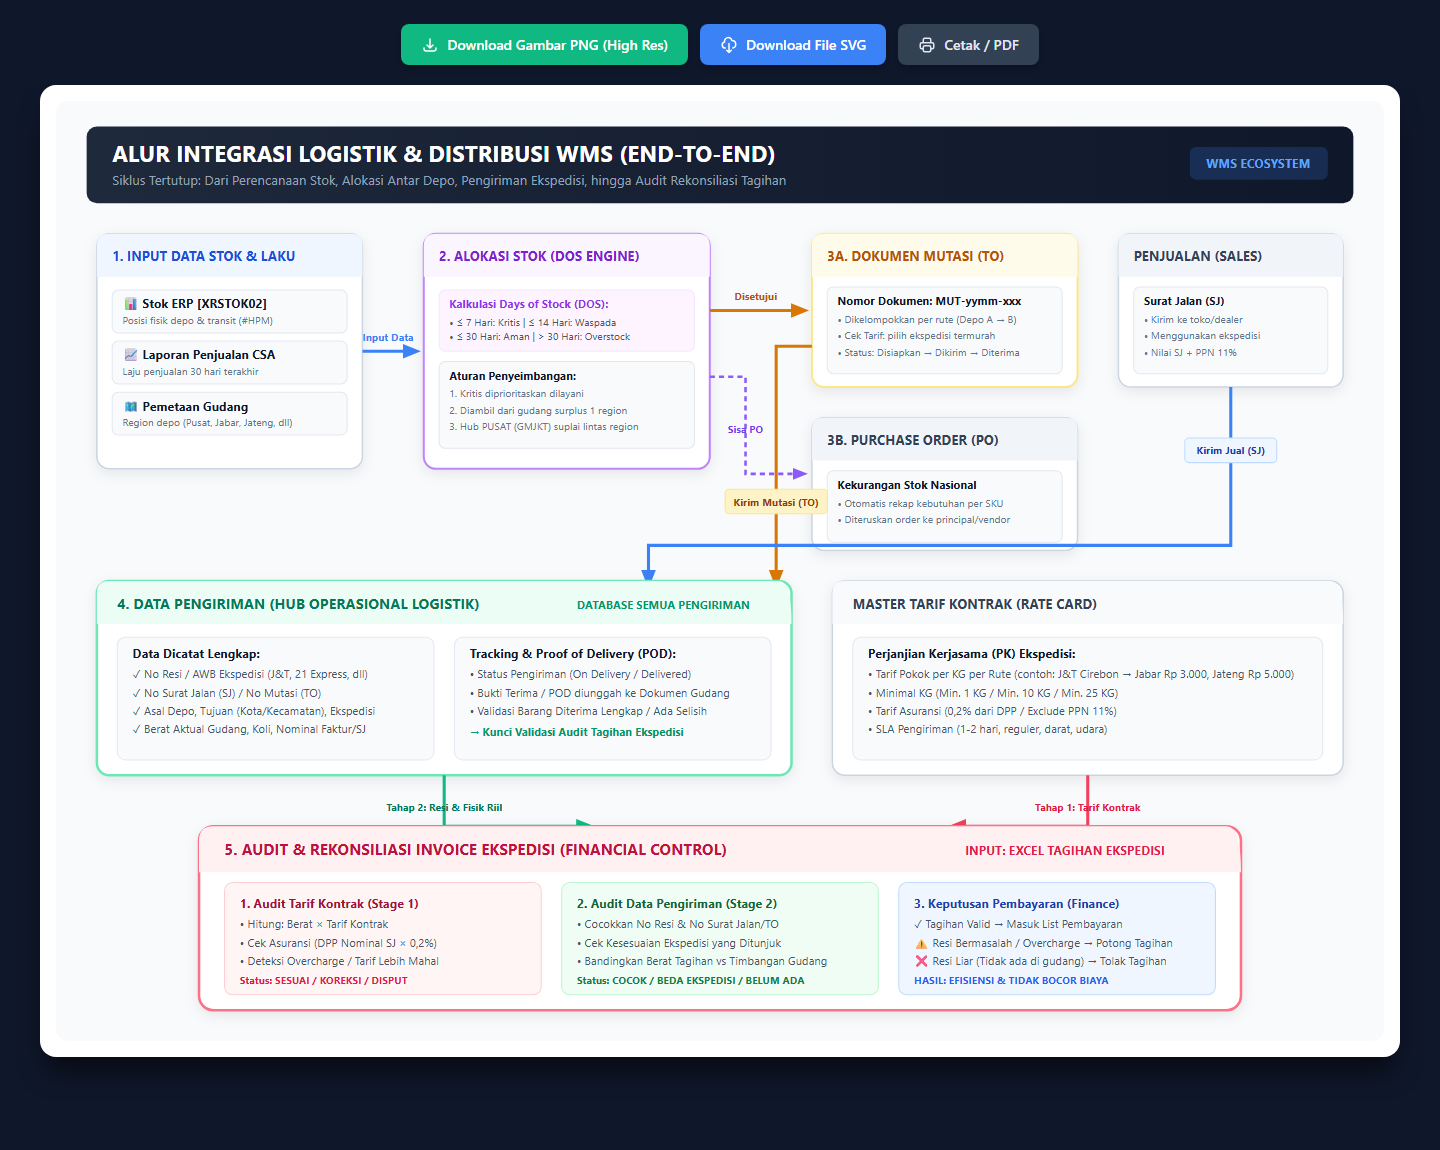 Download Gambar PNG (High Res)
Download File SVG
Cetak / PDF
ALUR INTEGRASI LOGISTIK & DISTRIBUSI WMS (END-TO-END)
Siklus Tertutup: Dari Perencanaan Stok, Alokasi Antar Depo, Pengiriman Ekspedisi, hingga Audit Rekonsiliasi Tagihan
WMS ECOSYSTEM
1. INPUT DATA STOK & LAKU
Stok ERP [XRSTOK02]
Posisi fisik depo & transit (#HPM)
Laporan Penjualan CSA
Laju penjualan 30 hari terakhir
Pemetaan Gudang
Region depo (Pusat, Jabar, Jateng, dll)
Input Data
2. ALOKASI STOK (DOS ENGINE)
Kalkulasi Days of Stock (DOS):
• ≤ 7 Hari: Kritis | ≤ 14 Hari: Waspada
• ≤ 30 Hari: Aman | > 30 Hari: Overstock
Aturan Penyeimbangan:
1. Kritis diprioritaskan dilayani
2. Diambil dari gudang surplus 1 region
3. Hub PUSAT (GMJKT) suplai lintas region
Disetujui
Sisa PO
Kirim Mutasi (TO)
3A. DOKUMEN MUTASI (TO)
Nomor Dokumen: MUT-yymm-xxx
• Dikelompokkan per rute (Depo A → B)
• Cek Tarif: pilih ekspedisi termurah
• Status: Disiapkan → Dikirim → Diterima
3B. PURCHASE ORDER (PO)
Kekurangan Stok Nasional
• Otomatis rekap kebutuhan per SKU
• Diteruskan order ke principal/vendor
PENJUALAN (SALES)
Surat Jalan (SJ)
• Kirim ke toko/dealer
• Menggunakan ekspedisi
• Nilai SJ + PPN 11%
Kirim Jual (SJ)
4. DATA PENGIRIMAN (HUB OPERASIONAL LOGISTIK)
DATABASE SEMUA PENGIRIMAN
Data Dicatat Lengkap:
✓ No Resi / AWB Ekspedisi (J&T, 21 Express, dll)
✓ No Surat Jalan (SJ) / No Mutasi (TO)
✓ Asal Depo, Tujuan (Kota/Kecamatan), Ekspedisi
✓ Berat Aktual Gudang, Koli, Nominal Faktur/SJ
Tracking & Proof of Delivery (POD):
• Status Pengiriman (On Delivery / Delivered)
• Bukti Terima / POD diunggah ke Dokumen Gudang
• Validasi Barang Diterima Lengkap / Ada Selisih
→ Kunci Validasi Audit Tagihan Ekspedisi
MASTER TARIF KONTRAK (RATE CARD)
Perjanjian Kerjasama (PK) Ekspedisi:
• Tarif Pokok per KG per Rute (contoh: J&T Cirebon → Jabar Rp 3.000, Jateng Rp 5.000)
• Minimal KG (Min. 1 KG / Min. 10 KG / Min. 25 KG)
• Tarif Asuransi (0,2% dari DPP / Exclude PPN 11%)
• SLA Pengiriman (1-2 hari, reguler, darat, udara)
Tahap 2: Resi & Fisik Riil
Tahap 1: Tarif Kontrak
5. AUDIT & REKONSILIASI INVOICE EKSPEDISI (FINANCIAL CONTROL)
INPUT: EXCEL TAGIHAN EKSPEDISI
1. Audit Tarif Kontrak (Stage 1)
• Hitung: Berat × Tarif Kontrak
• Cek Asuransi (DPP Nominal SJ × 0,2%)
• Deteksi Overcharge / Tarif Lebih Mahal
Status: SESUAI / KOREKSI / DISPUT
2. Audit Data Pengiriman (Stage 2)
• Cocokkan No Resi & No Surat Jalan/TO
• Cek Kesesuaian Ekspedisi yang Ditunjuk
• Bandingkan Berat Tagihan vs Timbangan Gudang
Status: COCOK / BEDA EKSPEDISI / BELUM ADA
3. Keputusan Pembayaran (Finance)
✓ Tagihan Valid → Masuk List Pembayaran
⚠️ Resi Bermasalah / Overcharge → Potong Tagihan
❌ Resi Liar (Tidak ada di gudang) → Tolak Tagihan
HASIL: EFISIENSI & TIDAK BOCOR BIAYA